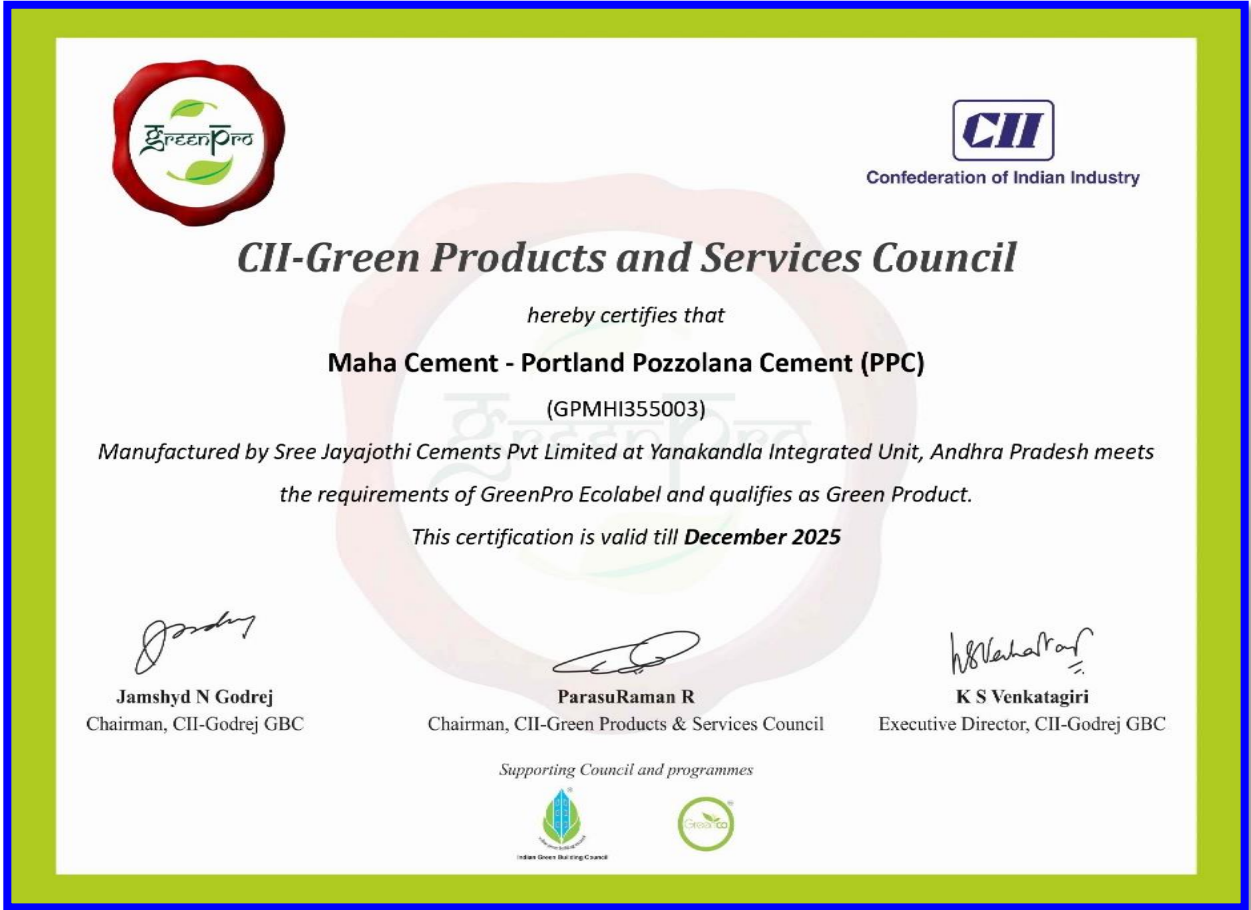 GreenPro
CII
Confederation of Indian Industry
CII-Green Products and Services Council
hereby certifies that
Maha Cement - Portland Pozzolana Cement (PPC)
(GPMHI355003)
Manufactured by Sree Jayajothi Cements Pvt Limited at Yanakandla Integrated Unit, Andhra Pradesh meets
the requirements of GreenPro Ecolabel and qualifies as Green Product.
This certification is valid till December 2025
Jamshyd N Godrej
Chairman, CII-Godrej GBC
ParasuRaman R
Chairman, CII-Green Products & Services Council
K S Venkatagiri
Executive Director, CII-Godrej GBC
Supporting Council and programmes
Indian Green Building Council
GreenCo